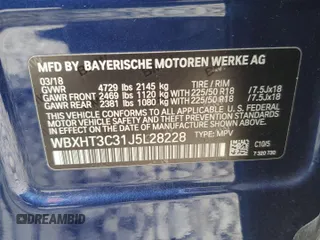 MFD BY BAYERISCHE MOTOREN WERKE AG
03/18
GVWR 4729 lbs 2145 kg TIRE / RIM
GAWR FRONT 2469 lbs 1120 kg WITH 225/50 R18 /7.5Jx18
GAWR REAR 2381 lbs 1080 kg WITH 225/50 R18 /7.5Jx18
THIS VEHICLE CONFORMS TO ALL APPLICABLE U.S. FEDERAL MOTOR VEHICLE SAFETY, BUMPER, AND THEFT PREVENTION STANDARDS IN EFFECT ON THE DATE OF MANUFACTURE SHOWN ABOVE.
WBXHT3C31J5L28228 TYPE: MPV
C10/5
7 320 730
DREAMBID